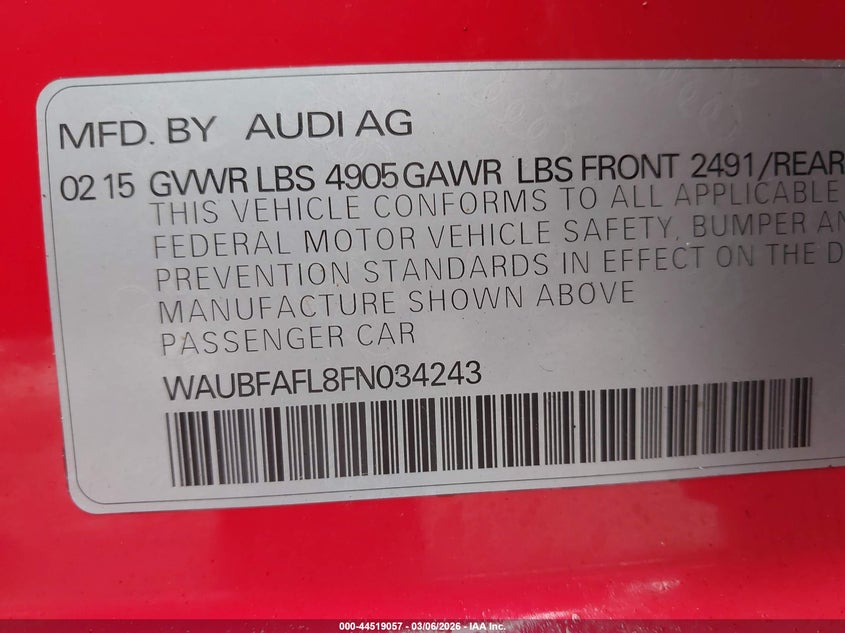 MFD. BY AUDI AG
02 15 GVWR LBS 4905 GAWR LBS FRONT 2491/REAR
THIS VEHICLE CONFORMS TO ALL APPLICABLE
FEDERAL MOTOR VEHICLE SAFETY, BUMPER AN
PREVENTION STANDARDS IN EFFECT ON THE D
MANUFACTURE SHOWN ABOVE
PASSENGER CAR
WAUBFAFL8FN034243
000-44519057 - 03/06/2026 - IAA Inc.